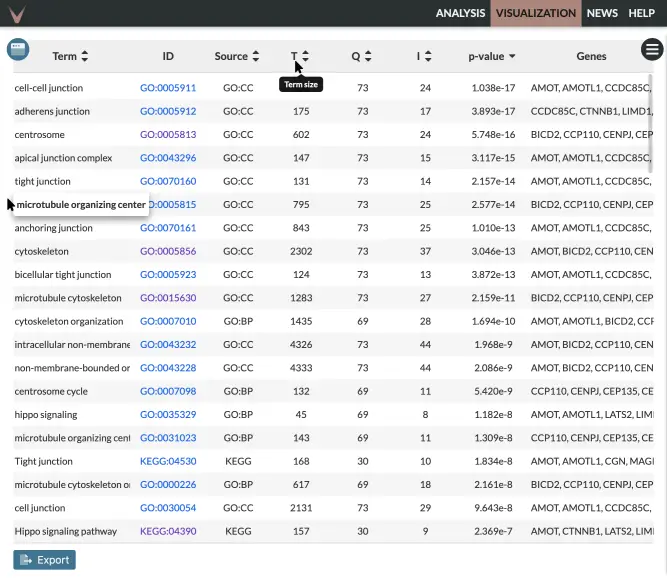 ANALYSIS VISUALIZATION NEWS HELP
Term ID Source T Q I p-value Genes
Term size
cell-cell junction GO:0005911 GO:CC 73 24 1.038e-17 AMOT, AMOTL1, CCDC85C,
adherens junction GO:0005912 GO:CC 175 73 17 3.893e-17 CCDC85C, CTNNB1, LIMD1,
centrosome GO:0005813 GO:CC 602 73 24 5.748e-16 BICD2, CCP110, CENPJ, CEP
apical junction complex GO:0043296 GO:CC 147 73 15 3.117e-15 AMOT, AMOTL1, CCDC85C,
tight junction GO:0070160 GO:CC 131 73 14 2.157e-14 AMOT, AMOTL1, CCDC85C,
microtubule organizing center O:0005815 GO:CC 795 73 25 2.577e-14 BICD2, CCP110, CENPJ, CEP
anchoring junction GO:0070161 GO:CC 843 73 25 1.010e-13 AMOT, AMOTL1, CCDC85C,
cytoskeleton GO:0005856 GO:CC 2302 73 37 3.046e-13 AMOT, BICD2, CCP110, CEN
bicellular tight junction GO:0005923 GO:CC 124 73 13 3.872e-13 AMOT, AMOTL1, CCDC85C,
microtubule cytoskeleton GO:0015630 GO:CC 1283 73 27 2.159e-11 BICD2, CCP110, CENPJ, CEP
cytoskeleton organization GO:0007010 GO:BP 1435 69 28 1.694e-10 AMOT, AMOTL1, BICD2, CCP
intracellular non-membrane GO:0043232 GO:CC 4326 73 44 1.968e-9 AMOT, BICD2, CCP110, CEN
non-membrane-bounded or GO:0043228 GO:CC 4333 73 44 2.086e-9 AMOT, BICD2, CCP110, CEN
centrosome cycle GO:0007098 GO:BP 132 69 11 5.420e-9 CCP110, CENPJ, CEP135, CE
hippo signaling GO:0035329 GO:BP 45 69 8 1.182e-8 AMOT, AMOTL1, LATS2, LIM
microtubule organizing cent GO:0031023 GO:BP 143 69 11 1.309e-8 CCP110, CENPJ, CEP135, CE
Tight junction KEGG:04530 KEGG 168 30 10 1.834e-8 AMOT, AMOTL1, CGN, MAG
microtubule cytoskeleton o GO:0000226 GO:BP 617 69 18 2.161e-8 BICD2, CCP110, CENPJ, CEP
cell junction GO:0030054 GO:CC 2131 73 29 9.643e-8 AMOT, AMOTL1, CCDC85C,
Hippo signaling pathway KEGG:04390 KEGG 157 30 9 2.369e-7 AMOT, CTNNB1, LATS2, LIM
Export